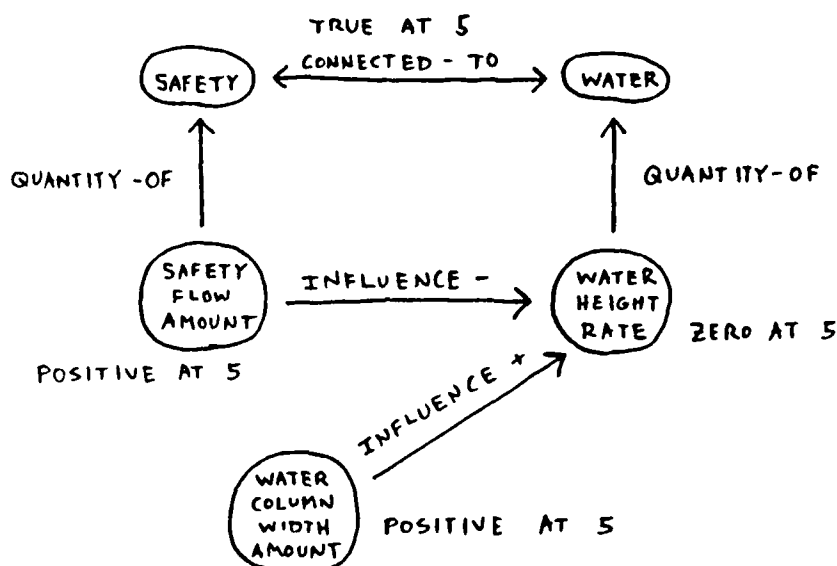 TRUE AT 5
CONNECTED - TO
SAFETY
WATER
QUANTITY - OF
QUANTITY - OF
SAFETY
FLOW
AMOUNT
INFLUENCE -
WATER
HEIGHT
RATE
ZERO AT 5
POSITIVE AT 5
INFLUENCE +
WATER
COLUMN
WIDTH
AMOUNT
POSITIVE AT 5